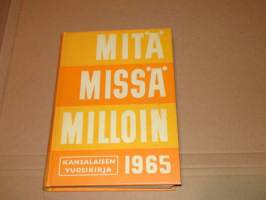 MITÄ
MISSÄ
MILLOIN
KANSALAISEN
VUOSIKIRJA
1965